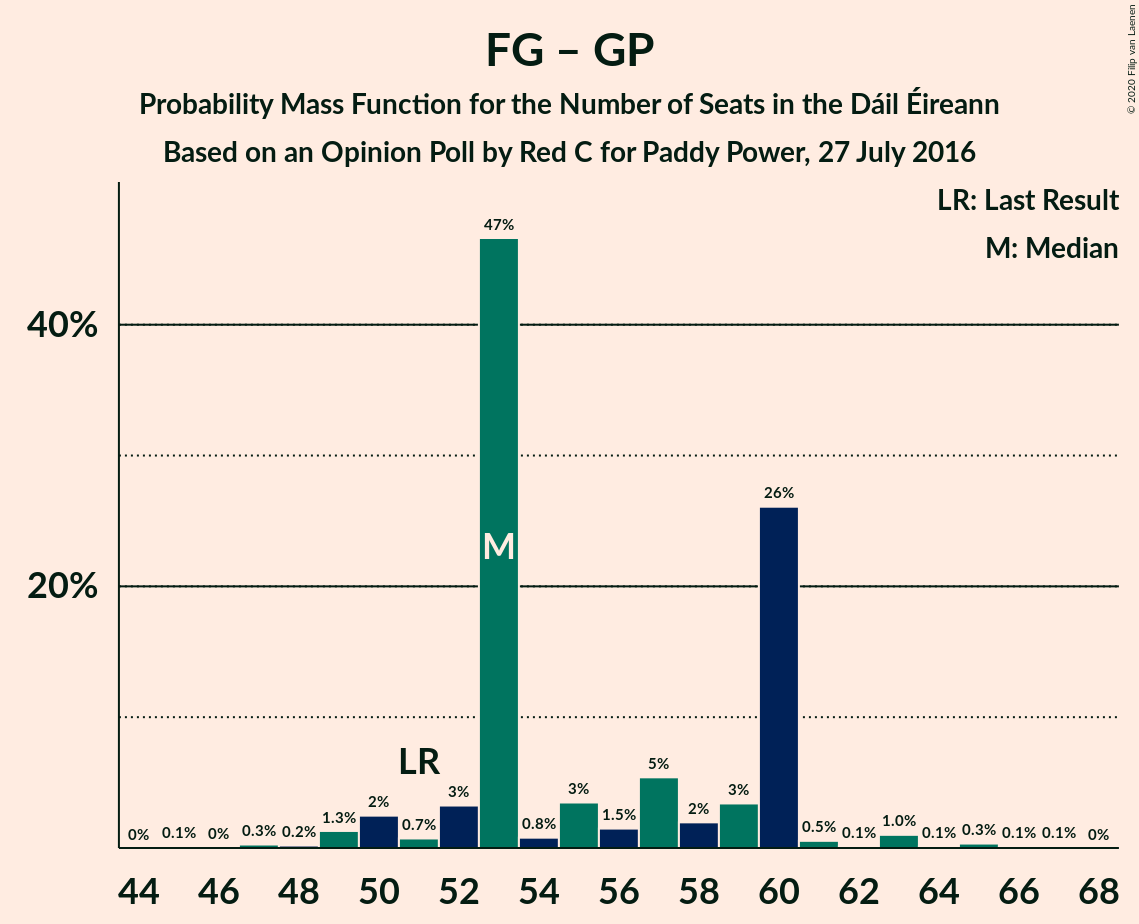 FG – GP
Probability Mass Function for the Number of Seats in the Dáil Éireann
Based on an Opinion Poll by Red C for Paddy Power, 27 July 2016
© 2020 Filip van Laenen
LR: Last Result
M: Median
40%
20%
0% 0.1% 0% 0.3% 0.2% 1.3% 2% 0.7% 3% 47% 0.8% 3% 1.5% 5% 2% 3% 26% 0.5% 0.1% 1.0% 0.1% 0.3% 0.1% 0.1% 0%
LR
M
44 46 48 50 52 54 56 58 60 62 64 66 68